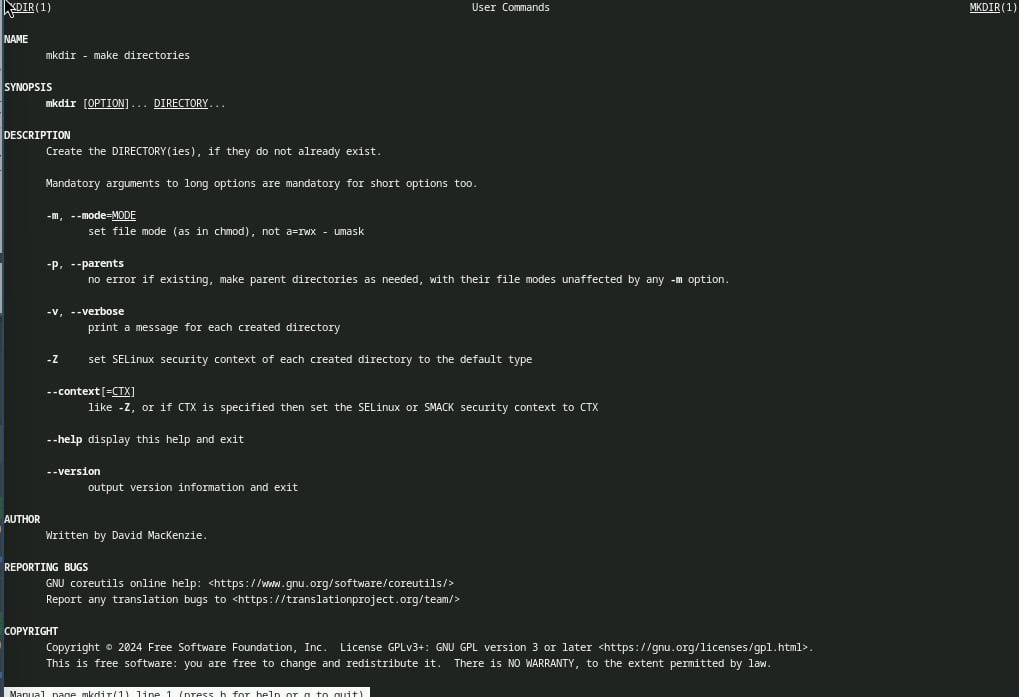 KDIR(1) User Commands MKDIR(1)
NAME
mkdir - make directories
SYNOPSIS
mkdir [OPTION]... DIRECTORY...
DESCRIPTION
Create the DIRECTORY(ies), if they do not already exist.
Mandatory arguments to long options are mandatory for short options too.
-m, --mode=MODE
set file mode (as in chmod), not a=rwx - umask
-p, --parents
no error if existing, make parent directories as needed, with their file modes unaffected by any -m option.
-v, --verbose
print a message for each created directory
-Z set SELinux security context of each created directory to the default type
--context[=CTX]
like -Z, or if CTX is specified then set the SELinux or SMACK security context to CTX
--help display this help and exit
--version
output version information and exit
AUTHOR
Written by David MacKenzie.
REPORTING BUGS
GNU coreutils online help: <https://www.gnu.org/software/coreutils/>
Report any translation bugs to <https://translationproject.org/team/>
COPYRIGHT
Copyright © 2024 Free Software Foundation, Inc. License GPLv3+: GNU GPL version 3 or later <https://gnu.org/licenses/gpl.html>.
This is free software: you are free to change and redistribute it. There is NO WARRANTY, to the extent permitted by law.
Manual page mkdir(1) line 1 (press h for help or q to quit)